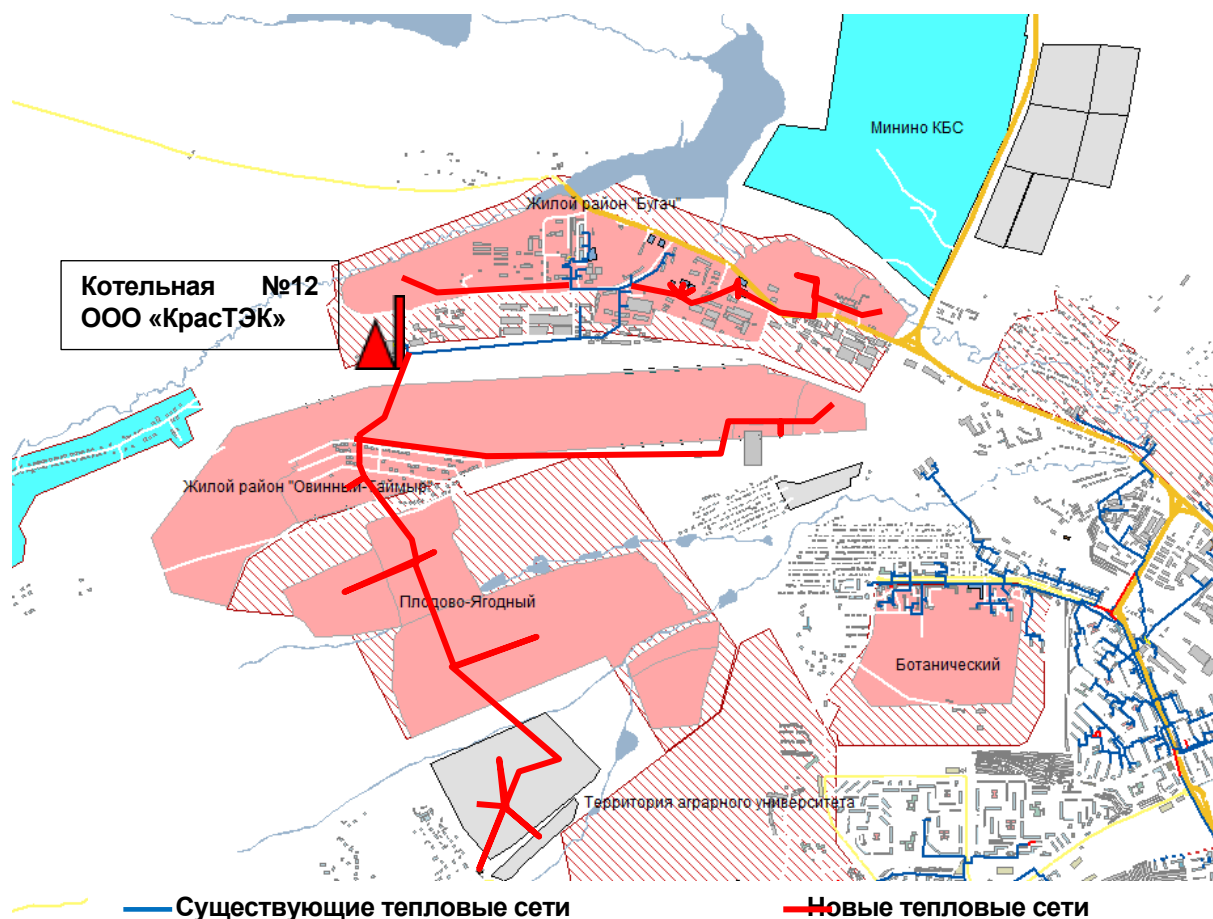 Минино КБС
Жилой район "Бугач"
Котельная №12
ООО «КрасТЭК»
Жилой район "Овинный-Таймыр"
Плодово-Ягодный
Ботанический
Территория аграрного университета
Существующие тепловые сети
Новые тепловые сети